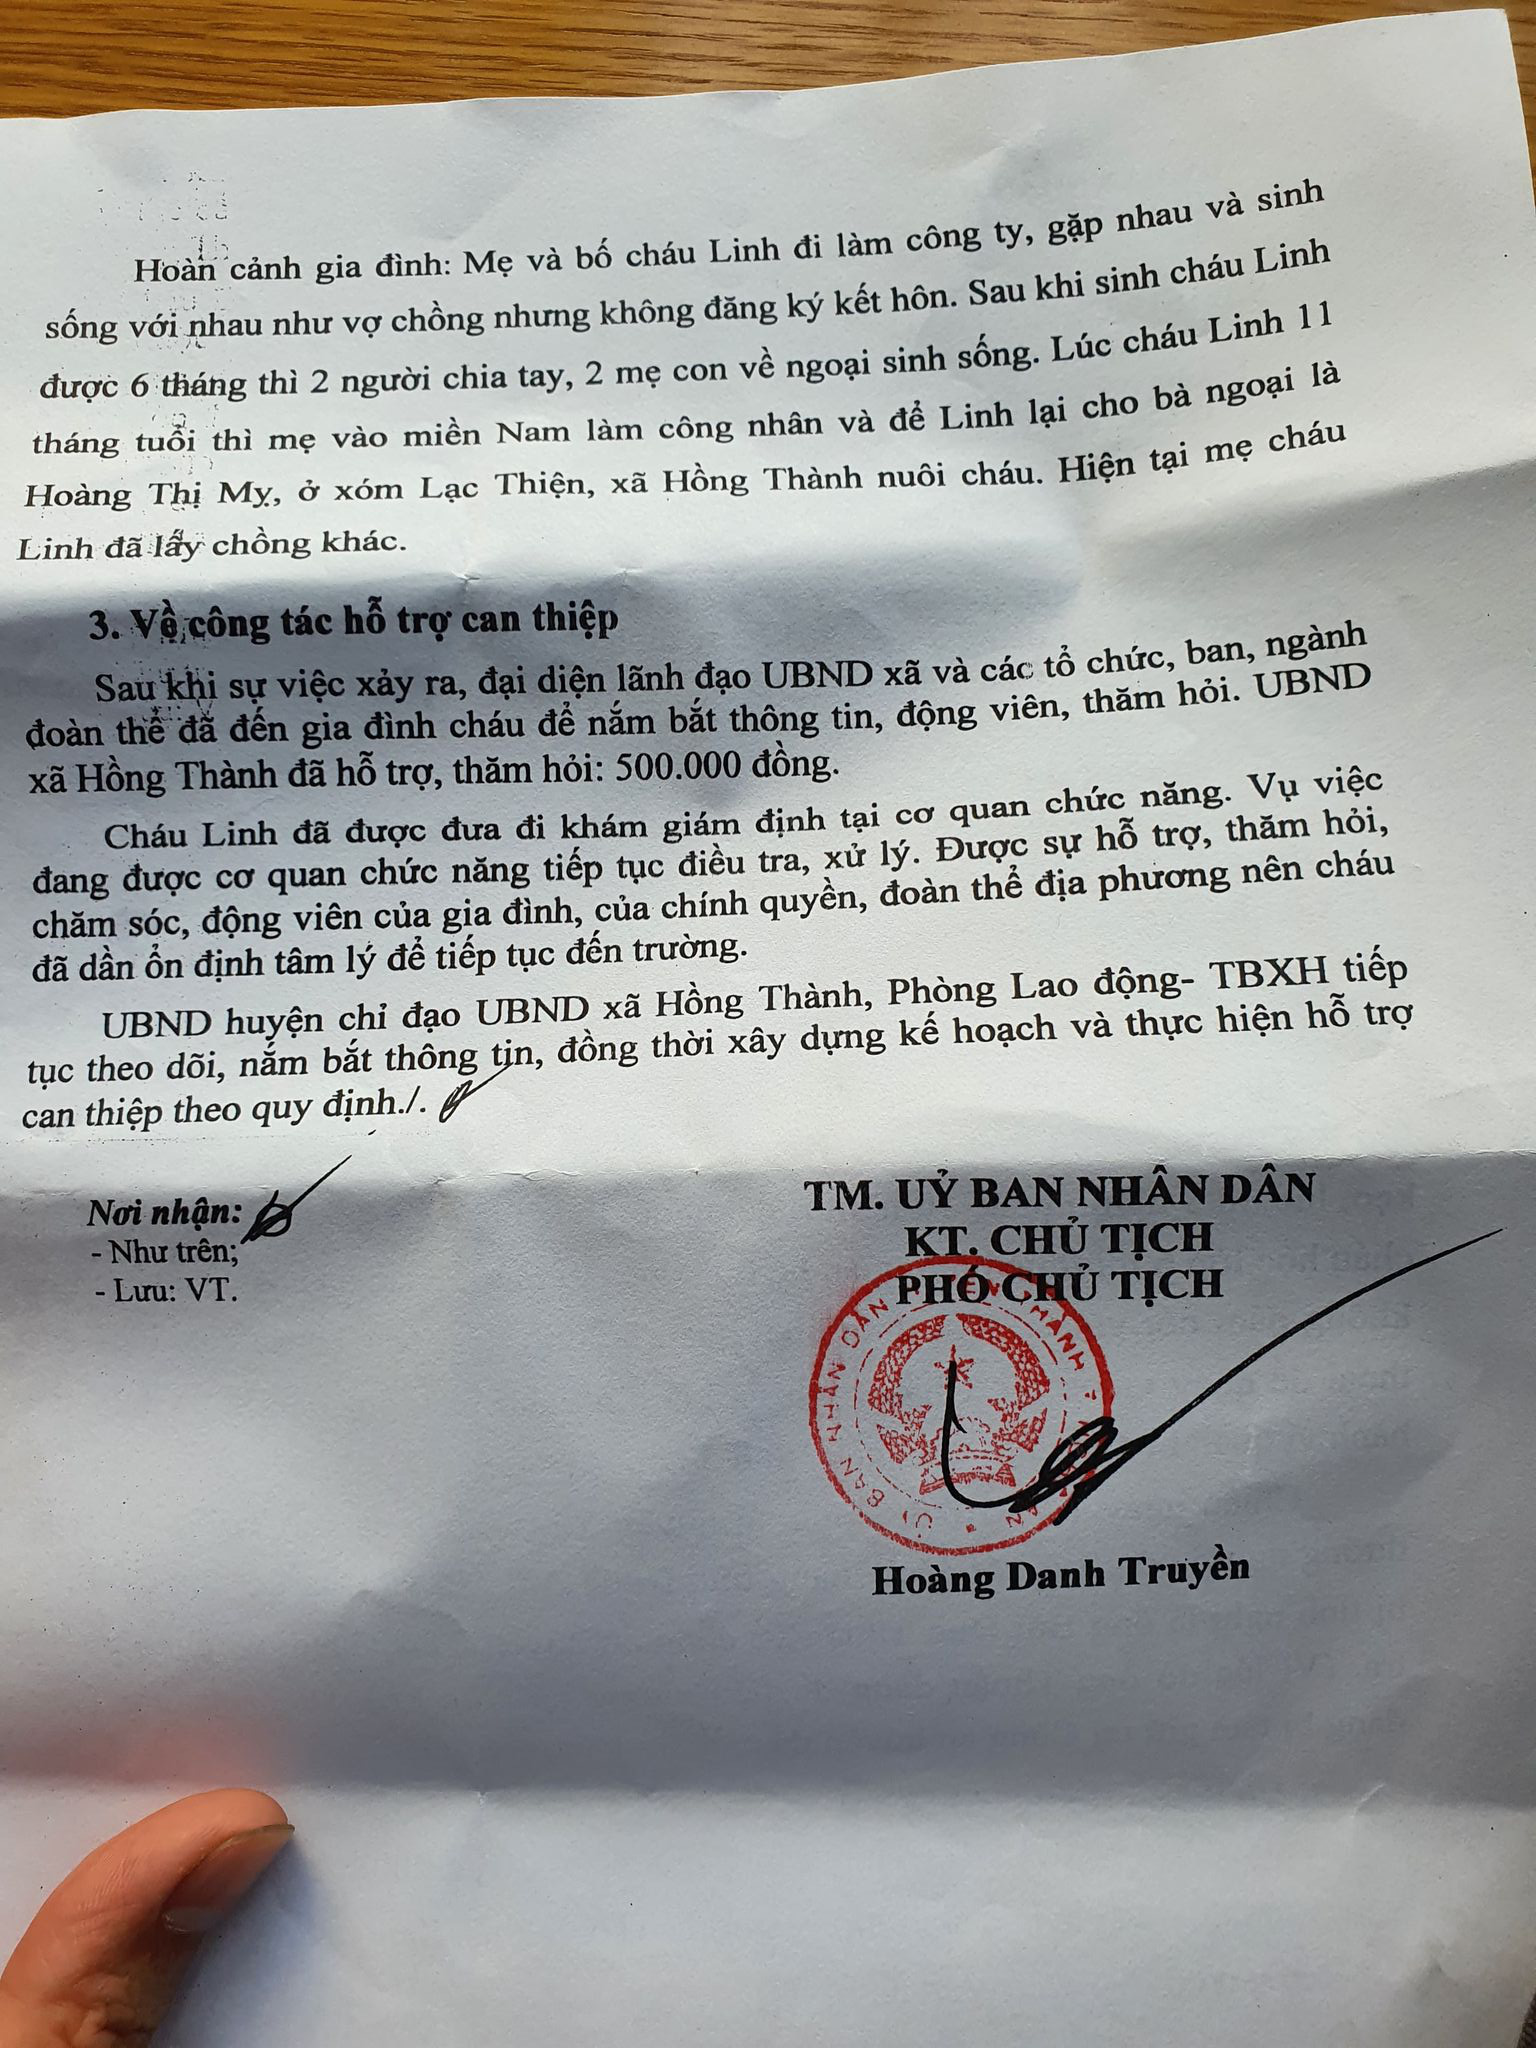 Hoàn cảnh gia đình: Mẹ và bố cháu Linh đi làm công ty, gặp nhau và sinh
sống với nhau như vợ chồng nhưng không đăng ký kết hôn. Sau khi sinh cháu Linh
được 6 tháng thì 2 người chia tay, 2 mẹ con về ngoại sinh sống. Lúc cháu Linh 11
tháng tuổi thì mẹ vào miền Nam làm công nhân và để Linh lại cho bà ngoại là
Hoàng Thị Mỵ, ở xóm Lạc Thiện, xã Hồng Thành nuôi cháu. Hiện tại mẹ cháu
Linh đã lấy chồng khác.
3. Về công tác hỗ trợ can thiệp
Sau khi sự việc xảy ra, đại diện lãnh đạo UBND xã và các tổ chức, ban, ngành
đoàn thể đã đến gia đình cháu để nắm bắt thông tin, động viên, thăm hỏi. UBND
xã Hồng Thành đã hỗ trợ, thăm hỏi: 500.000 đồng.
Cháu Linh đã được đưa đi khám giám định tại cơ quan chức năng. Vụ việc
đang được cơ quan chức năng tiếp tục điều tra, xử lý. Được sự hỗ trợ, thăm hỏi,
chăm sóc, động viên của gia đình, của chính quyền, đoàn thể địa phương nên cháu
đã dần ổn định tâm lý để tiếp tục đến trường.
UBND huyện chỉ đạo UBND xã Hồng Thành, Phòng Lao động- TBXH tiếp
tục theo dõi, nắm bắt thông tin, đồng thời xây dựng kế hoạch và thực hiện hỗ trợ
can thiệp theo quy định./.
Nơi nhận:
- Như trên;
- Lưu: VT.
TM. UỶ BAN NHÂN DÂN
KT. CHỦ TỊCH
PHÓ CHỦ TỊCH
BAN NHÂN DÂN
THÀNH
Hoàng Danh Truyền